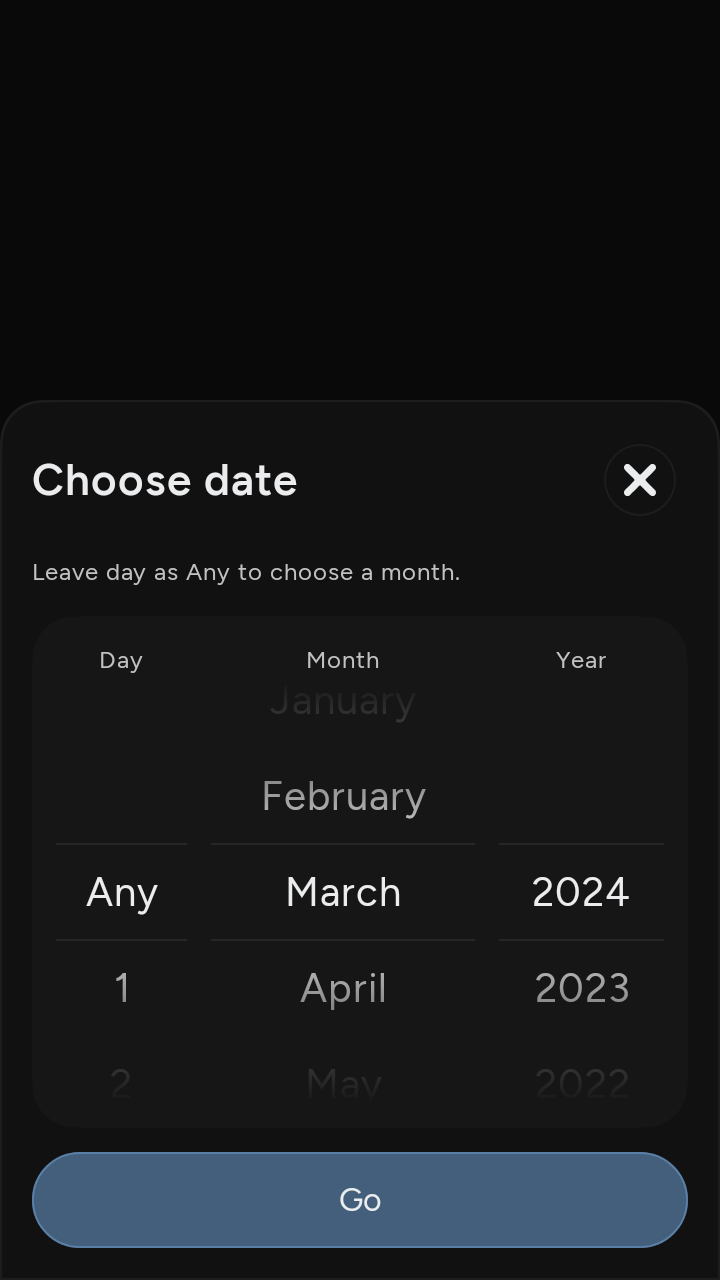 Choose date
Leave day as Any to choose a month.
Day Month Year
January
February
Any March 2024
1 April 2023
2 May 2022
Go